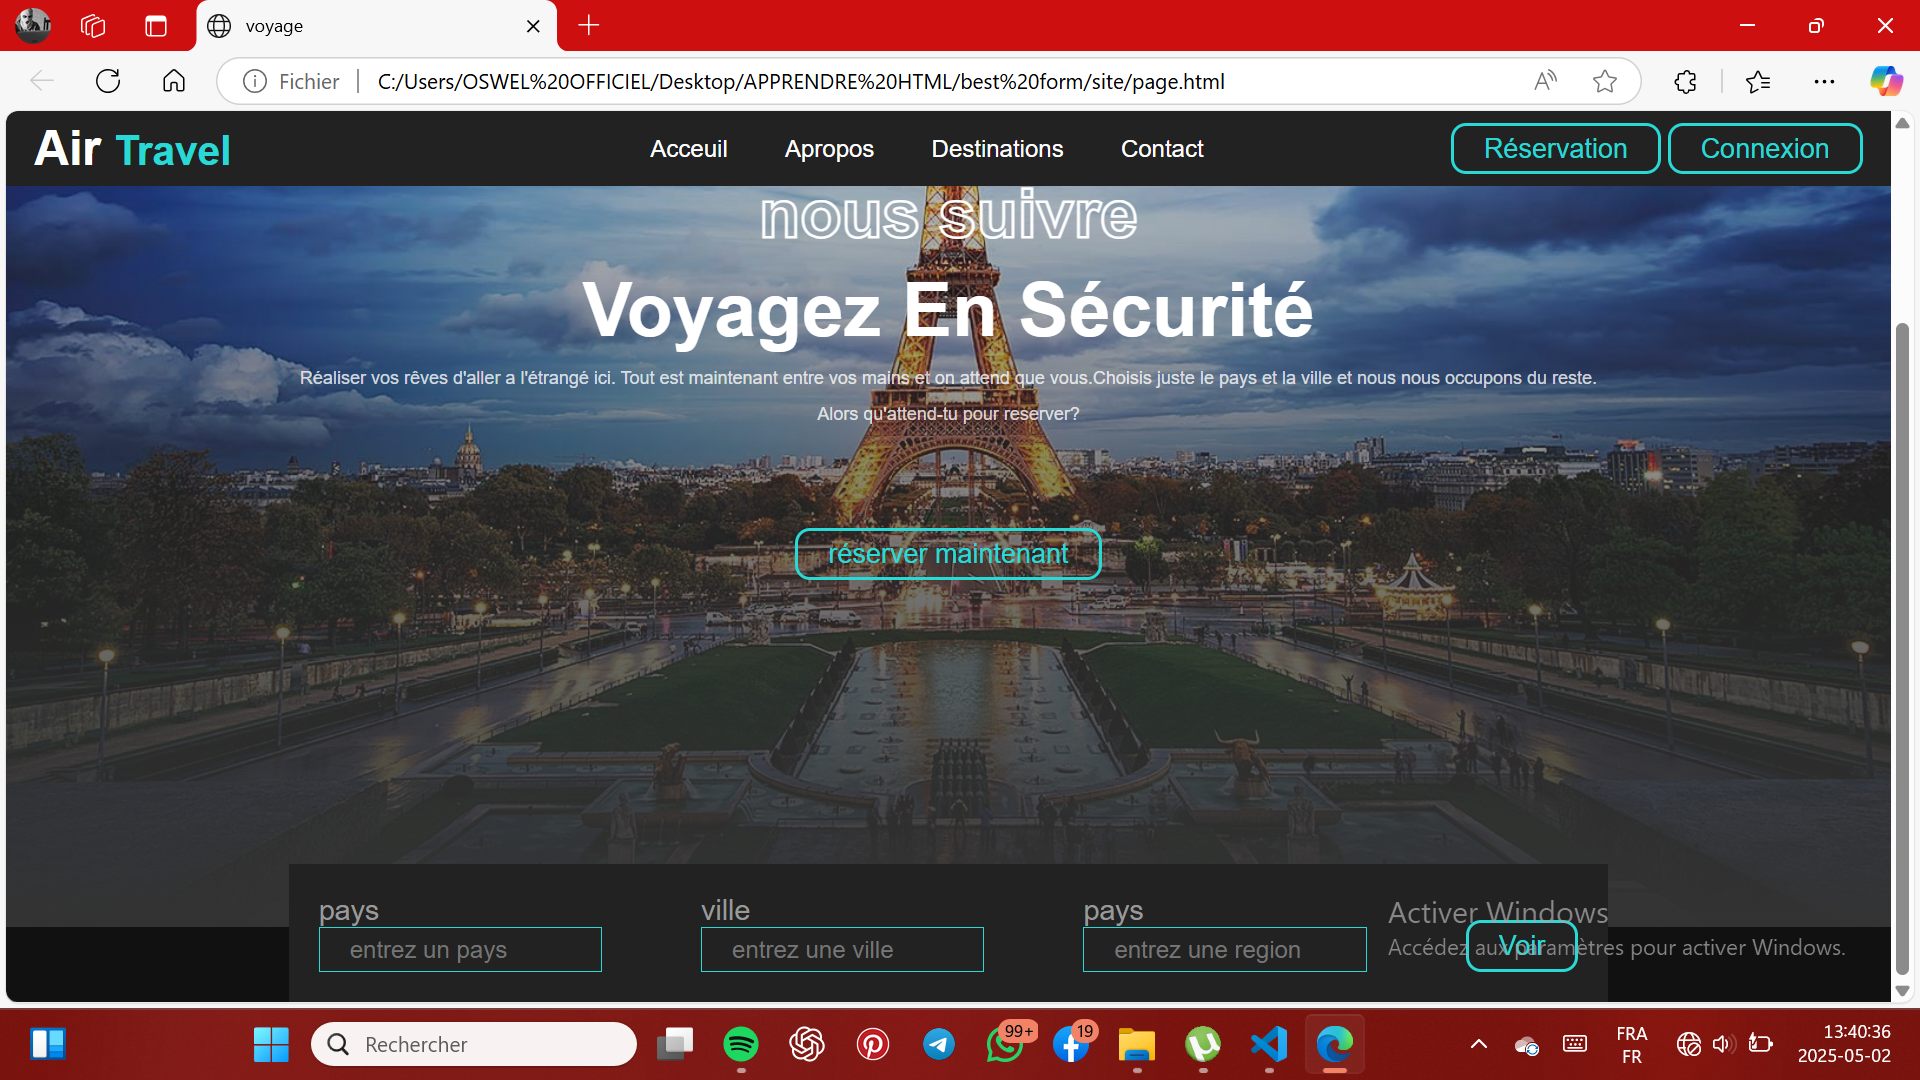 voyage
Fichier
C:/Users/OSWEL%20OFFICIEL/Desktop/APPRENDRE%20HTML/best%20form/site/page.html
Air Travel
Acceuil
Apropos
Destinations
Contact
Réservation
Connexion
nous suivre
Voyagez En Sécurité
Réaliser vos rêves d'aller a l'étrangé ici. Tout est maintenant entre vos mains et on attend que vous.Choisis juste le pays et la ville et nous nous occupons du reste.
Alors qu'attend-tu pour reserver?
réserver maintenant
pays
ville
pays
entrez un pays
entrez une ville
entrez une region
Voir
Activer Windows
Accédez aux paramètres pour activer Windows.
Rechercher
99+
19
FRA
FR
13:40:36
2025-05-02